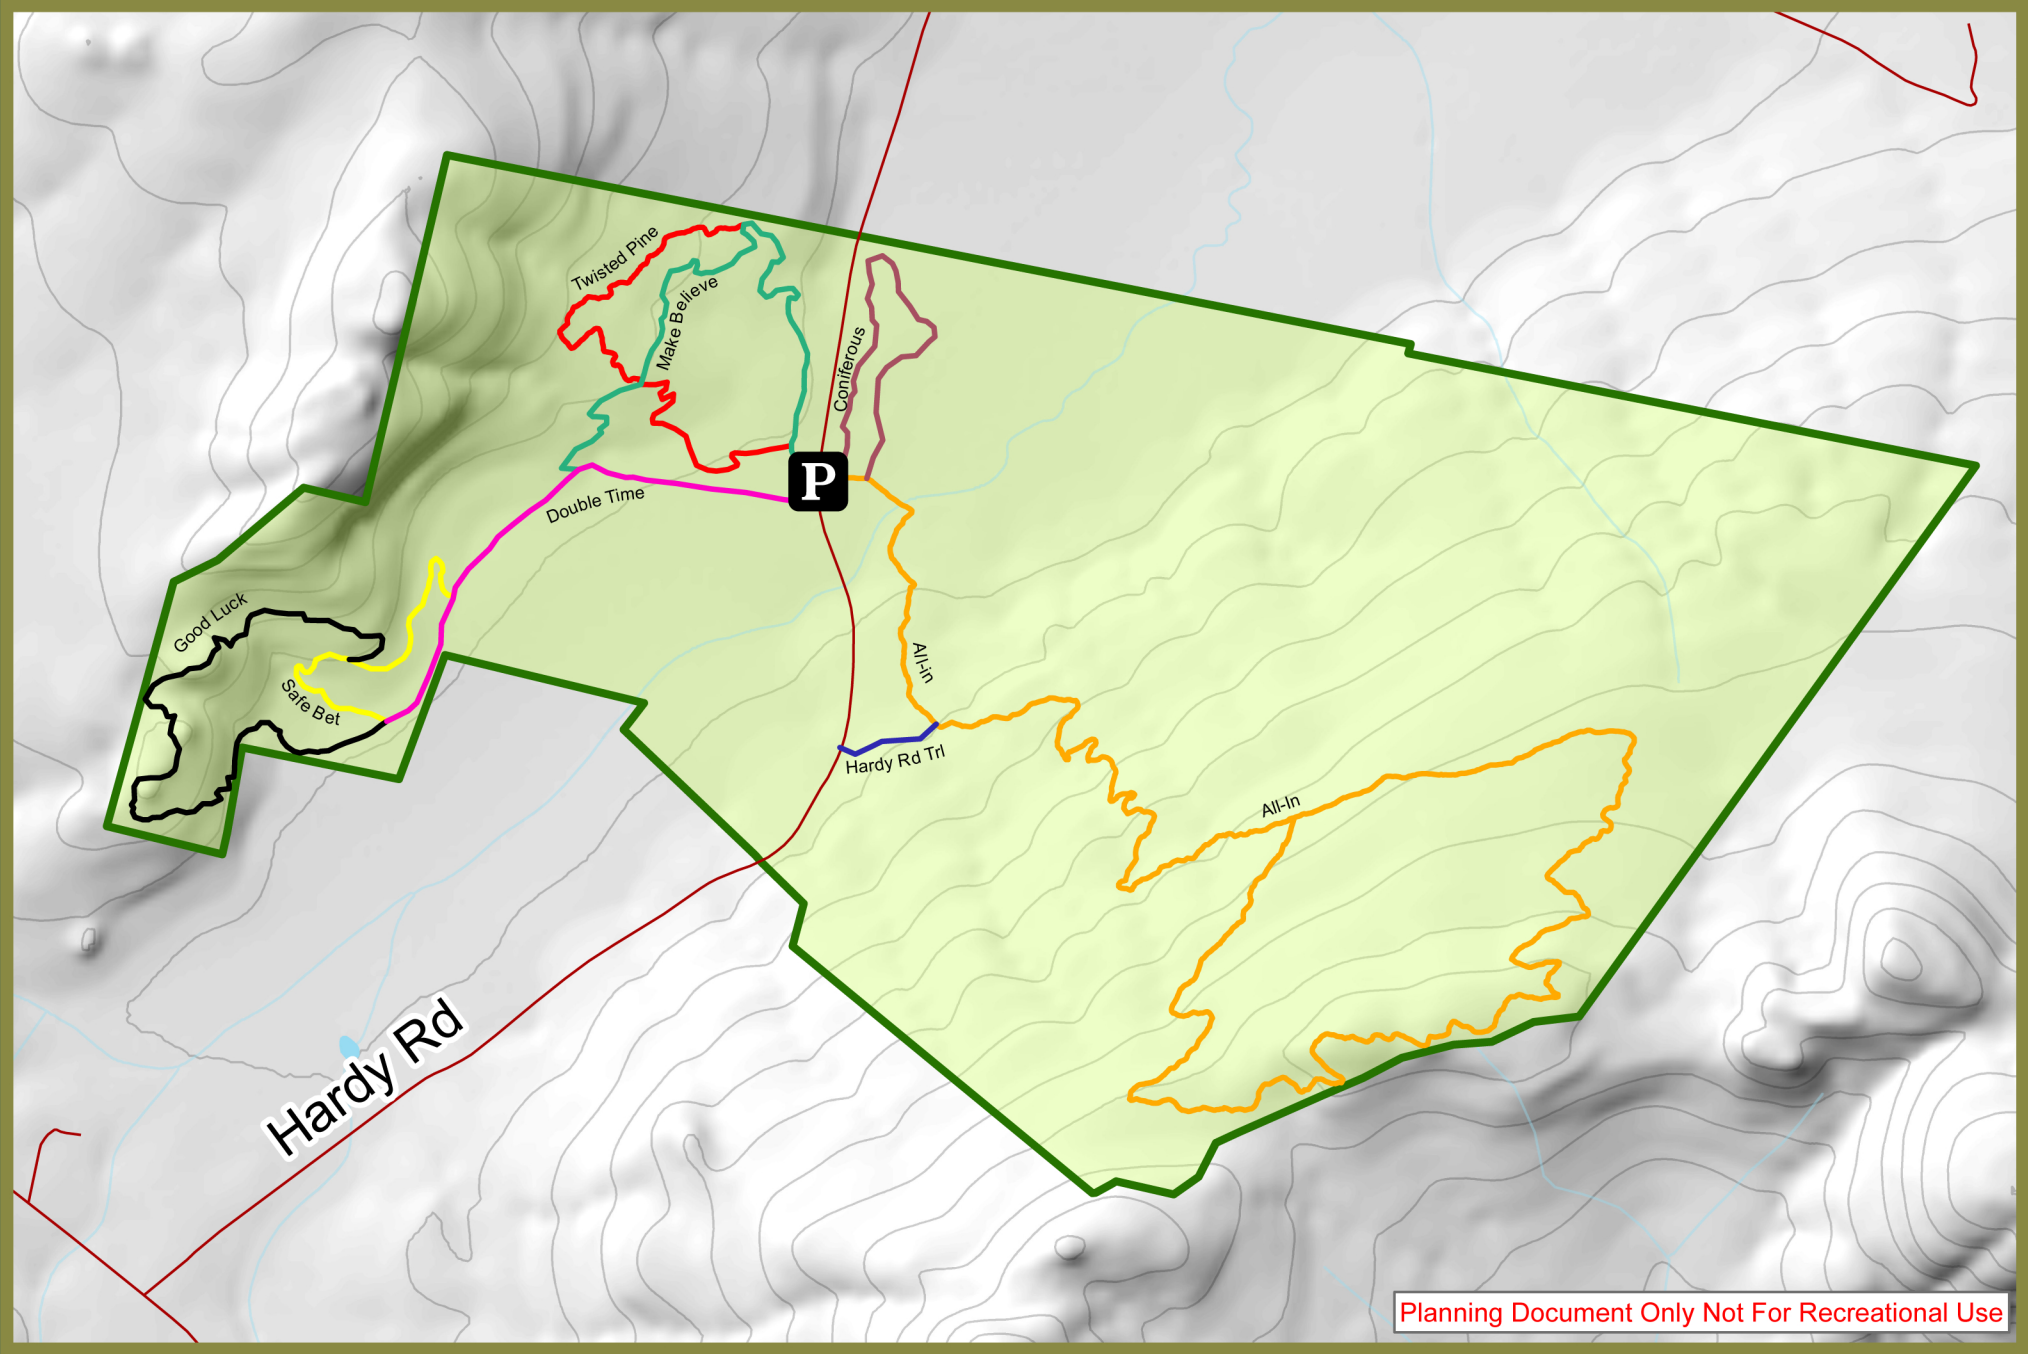 Twisted Pine
Make Believe
Coniferous
P
Double Time
Good Luck
Safe Bet
All-in
Hardy Rd Trl
All-In
Hardy Rd
Planning Document Only Not For Recreational Use